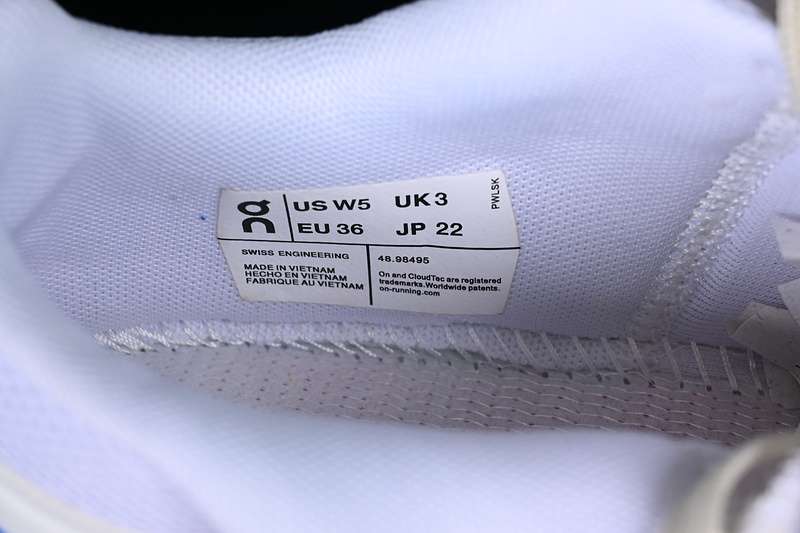 US W5 UK 3
EU 36 JP 22
PWLSK
SWISS ENGINEERING
MADE IN VIETNAM
HECHO EN VIETNAM
FABRIQUE AU VIETNAM
48.98495
On and CloudTec are registered
trademarks. Worldwide patents.
on-running.com